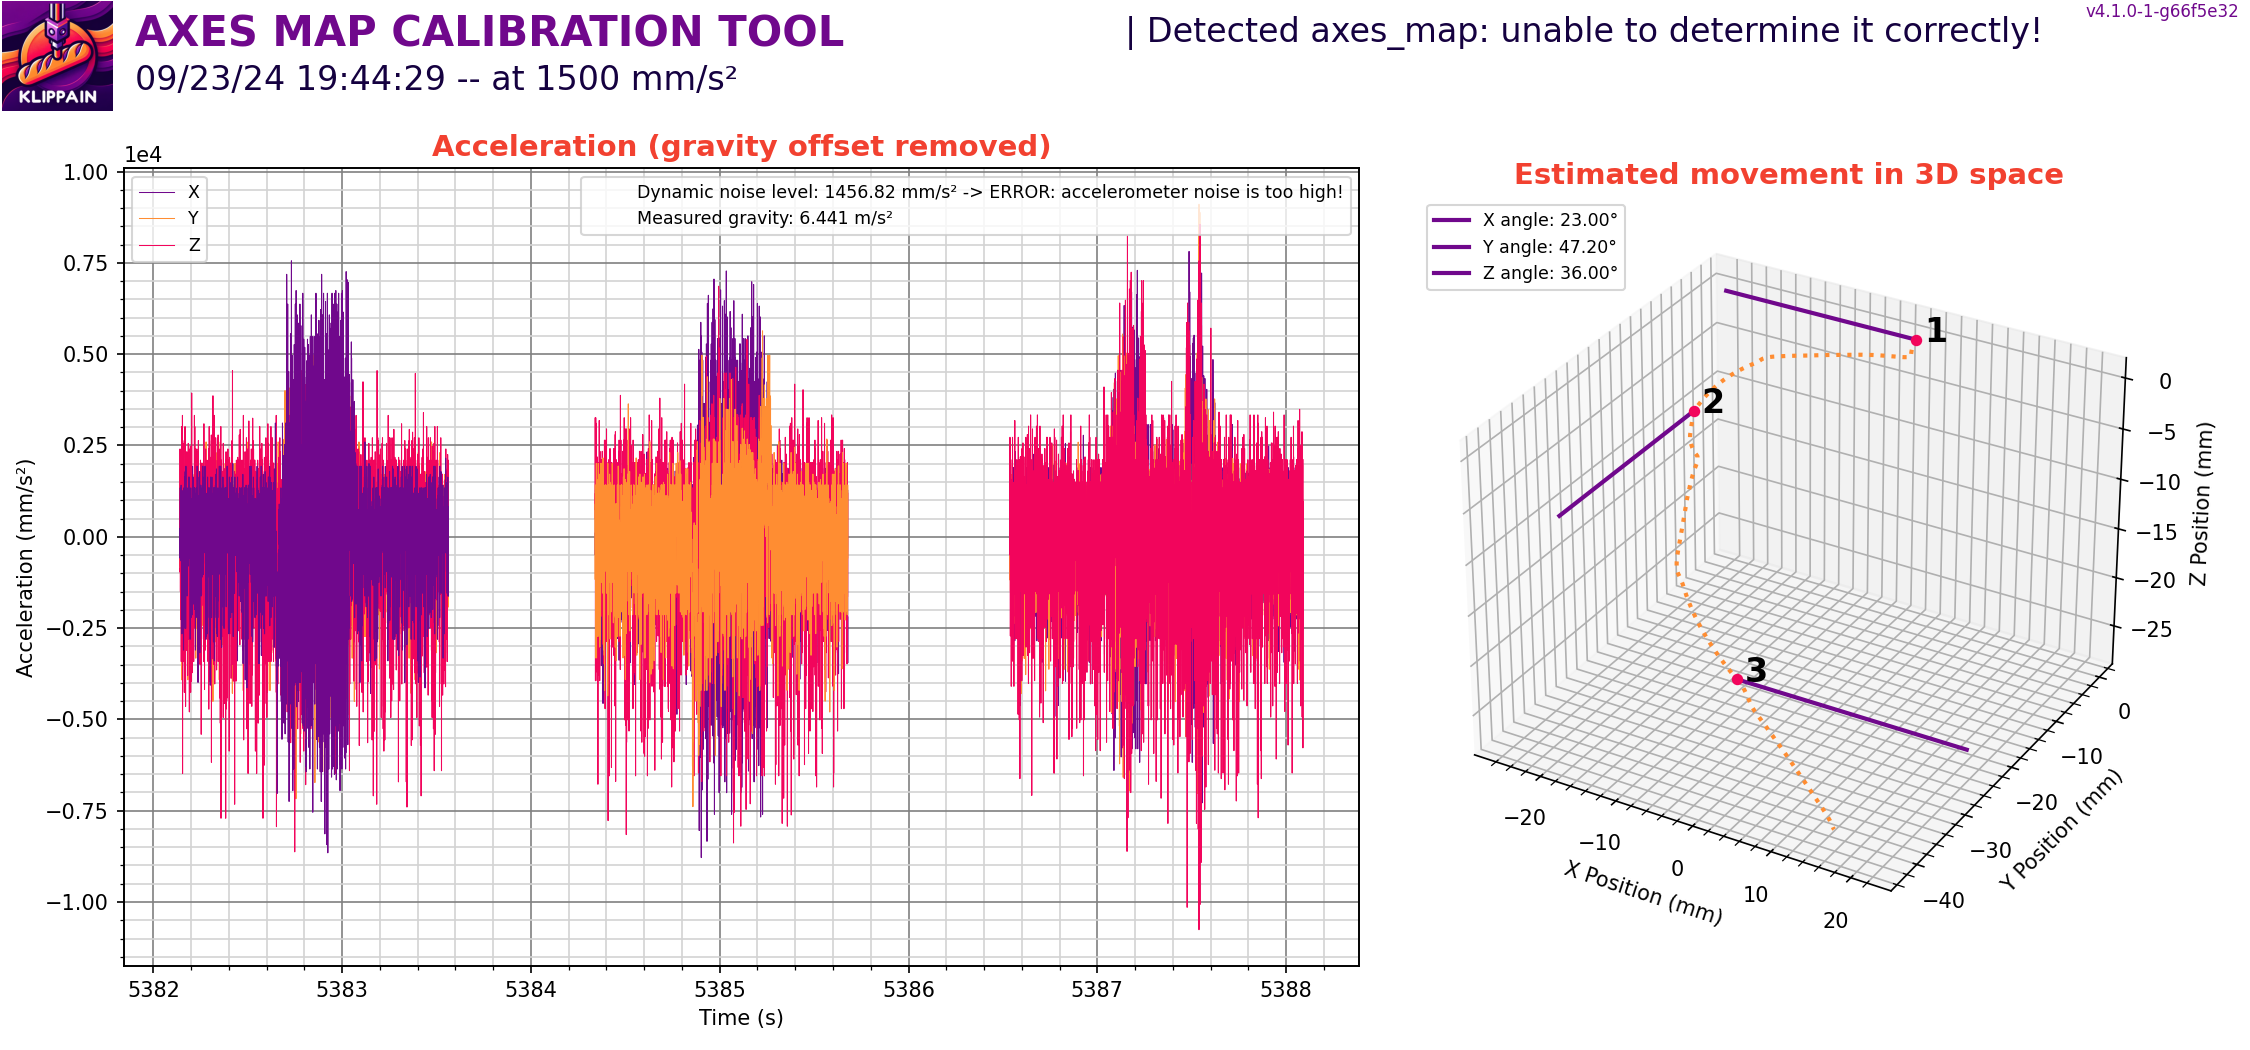 AXES MAP CALIBRATION TOOL
| Detected axes_map: unable to determine it correctly!
v4.1.0-1-g66f5e32
09/23/24 19:44:29 -- at 1500 mm/s²
KLIPPAIN
Acceleration (gravity offset removed)
1e4
X
Y
Z
Dynamic noise level: 1456.82 mm/s² -> ERROR: accelerometer noise is too high!
Measured gravity: 6.441 m/s²
1.00
0.75
0.50
0.25
0.00
−0.25
−0.50
−0.75
−1.00
Acceleration (mm/s²)
5382
5383
5384
5385
5386
5387
5388
Time (s)
Estimated movement in 3D space
X angle: 23.00°
Y angle: 47.20°
Z angle: 36.00°
1
2
3
0
−5
−10
−15
−20
−25
Z Position (mm)
0
−10
−20
−30
−40
Y Position (mm)
−20
−10
0
10
20
X Position (mm)